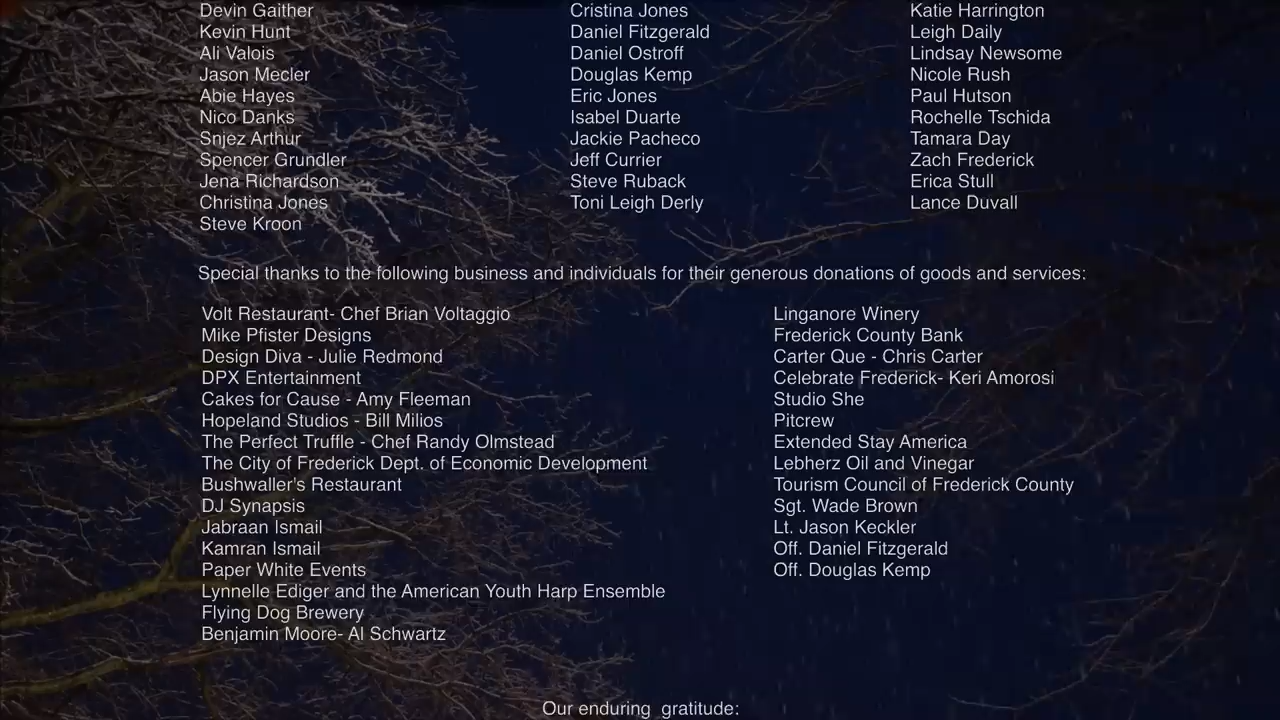 Devin Gaither
Kevin Hunt
Ali Valois
Jason Mecler
Abie Hayes
Nico Danks
Snjez Arthur
Spencer Grundler
Jena Richardson
Christina Jones
Steve Kroon
Cristina Jones
Daniel Fitzgerald
Daniel Ostroff
Douglas Kemp
Eric Jones
Isabel Duarte
Jackie Pacheco
Jeff Currier
Steve Ruback
Toni Leigh Derly
Katie Harrington
Leigh Daily
Lindsay Newsome
Nicole Rush
Paul Hutson
Rochelle Tschida
Tamara Day
Zach Frederick
Erica Stull
Lance Duvall
Special thanks to the following business and individuals for their generous donations of goods and services:
Volt Restaurant- Chef Brian Voltaggio
Mike Pfister Designs
Design Diva - Julie Redmond
DPX Entertainment
Cakes for Cause - Amy Fleeman
Hopeland Studios - Bill Milios
The Perfect Truffle - Chef Randy Olmstead
The City of Frederick Dept. of Economic Development
Bushwaller's Restaurant
DJ Synapsis
Jabraan Ismail
Kamran Ismail
Paper White Events
Lynnelle Ediger and the American Youth Harp Ensemble
Flying Dog Brewery
Benjamin Moore- Al Schwartz
Linganore Winery
Frederick County Bank
Carter Que - Chris Carter
Celebrate Frederick- Keri Amorosi
Studio She
Pitcrew
Extended Stay America
Lebherz Oil and Vinegar
Tourism Council of Frederick County
Sgt. Wade Brown
Lt. Jason Keckler
Off. Daniel Fitzgerald
Off. Douglas Kemp
Our enduring gratitude: